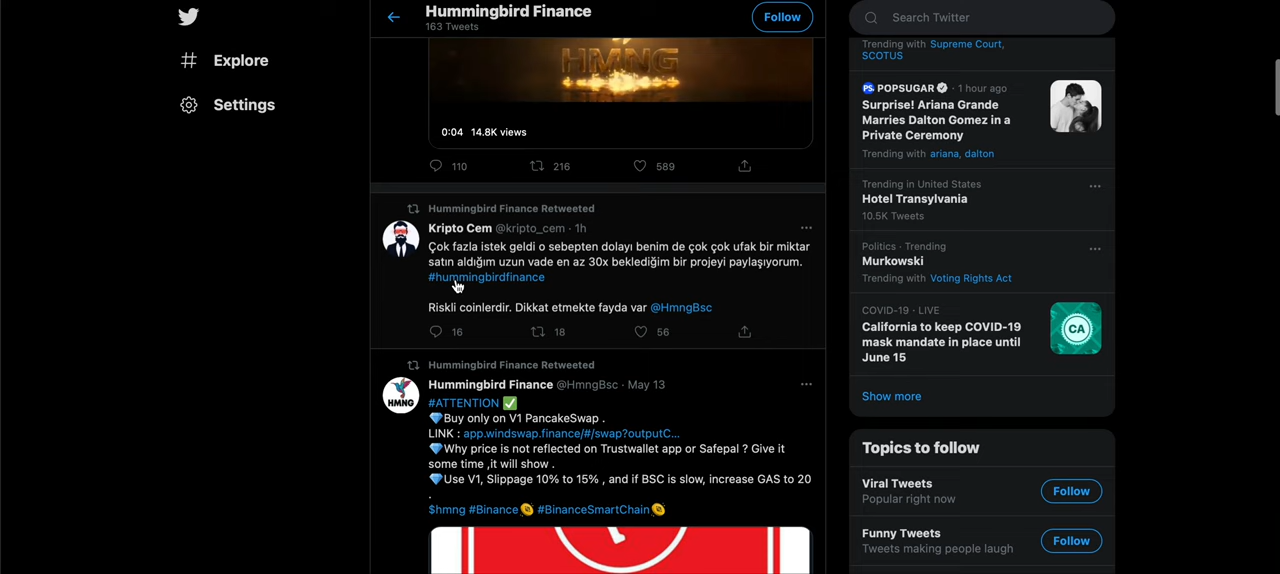 Explore
Settings
Hummingbird Finance
163 Tweets
Follow
HMNG
0:04 14.8K views
110 216 589
Hummingbird Finance Retweeted
Kripto Cem @kripto_cem · 1h
Çok fazla istek geldi o sebepten dolayı benim de çok çok ufak bir miktar
satın aldığım uzun vade en az 30x beklediğim bir projeyi paylaşıyorum.
#hummingbirdfinance
Riskli coinlerdir. Dikkat etmekte fayda var @HmngBsc
16 18 56
Hummingbird Finance Retweeted
HMNG
Hummingbird Finance @HmngBsc · May 13
#ATTENTION ✅
💎Buy only on V1 PancakeSwap .
LINK : app.windswap.finance/#/swap?outputC...
💎Why price is not reflected on Trustwallet app or Safepal ? Give it
some time ,it will show .
💎Use V1, Slippage 10% to 15% , and if BSC is slow, increase GAS to 20
.
$hmng #Binance #BinanceSmartChain
Search Twitter
Trending with Supreme Court,
SCOTUS
PS. POPSUGAR · 1 hour ago
Surprise! Ariana Grande
Marries Dalton Gomez in a
Private Ceremony
Trending with ariana, dalton
Trending in United States
Hotel Transylvania
10.5K Tweets
Politics · Trending
Murkowski
Trending with Voting Rights Act
COVID-19 · LIVE
California to keep COVID-19
mask mandate in place until
June 15
CA
Show more
Topics to follow
Viral Tweets
Popular right now
Follow
Funny Tweets
Tweets making people laugh
Follow